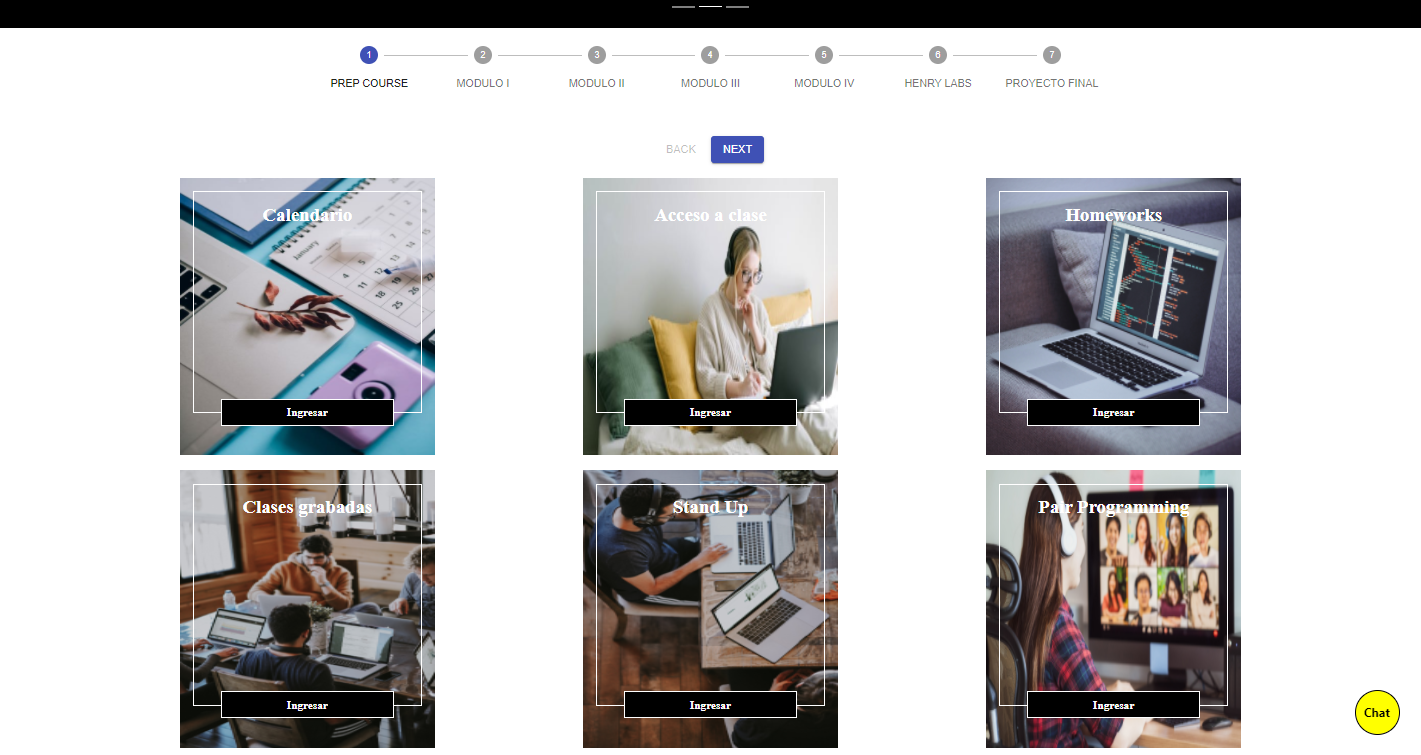 1 2 3 4 5 6 7
PREP COURSE MODULO I MODULO II MODULO III MODULO IV HENRY LABS PROYECTO FINAL
BACK NEXT
Calendario Acceso a clase Homeworks
Ingresar Ingresar Ingresar
Clases grabadas Stand Up Pair Programming
Ingresar Ingresar Ingresar
Chat